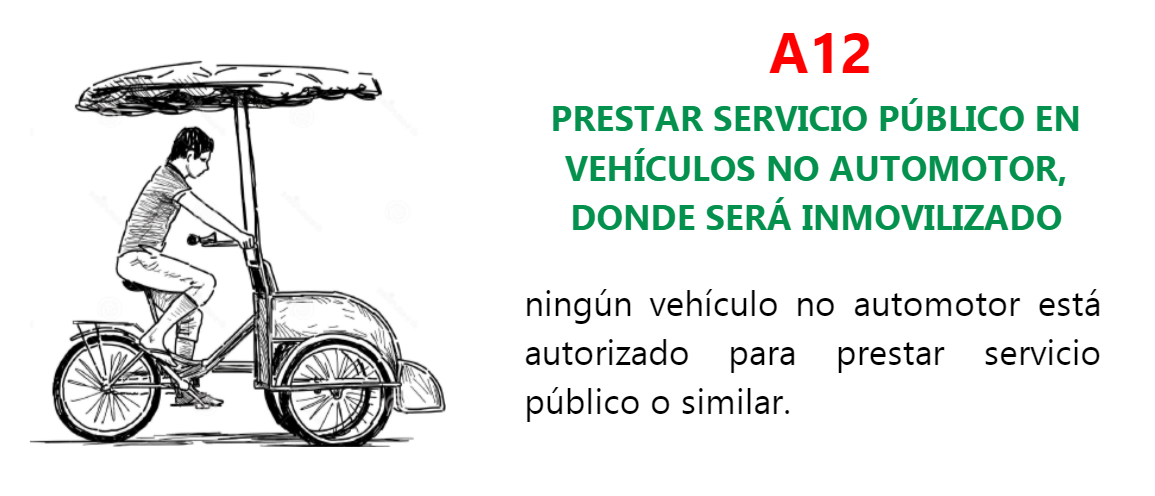 A12
PRESTAR SERVICIO PÚBLICO EN
VEHÍCULOS NO AUTOMOTOR,
DONDE SERÁ INMOVILIZADO
ningún vehículo no automotor está
autorizado para prestar servicio
público o similar.